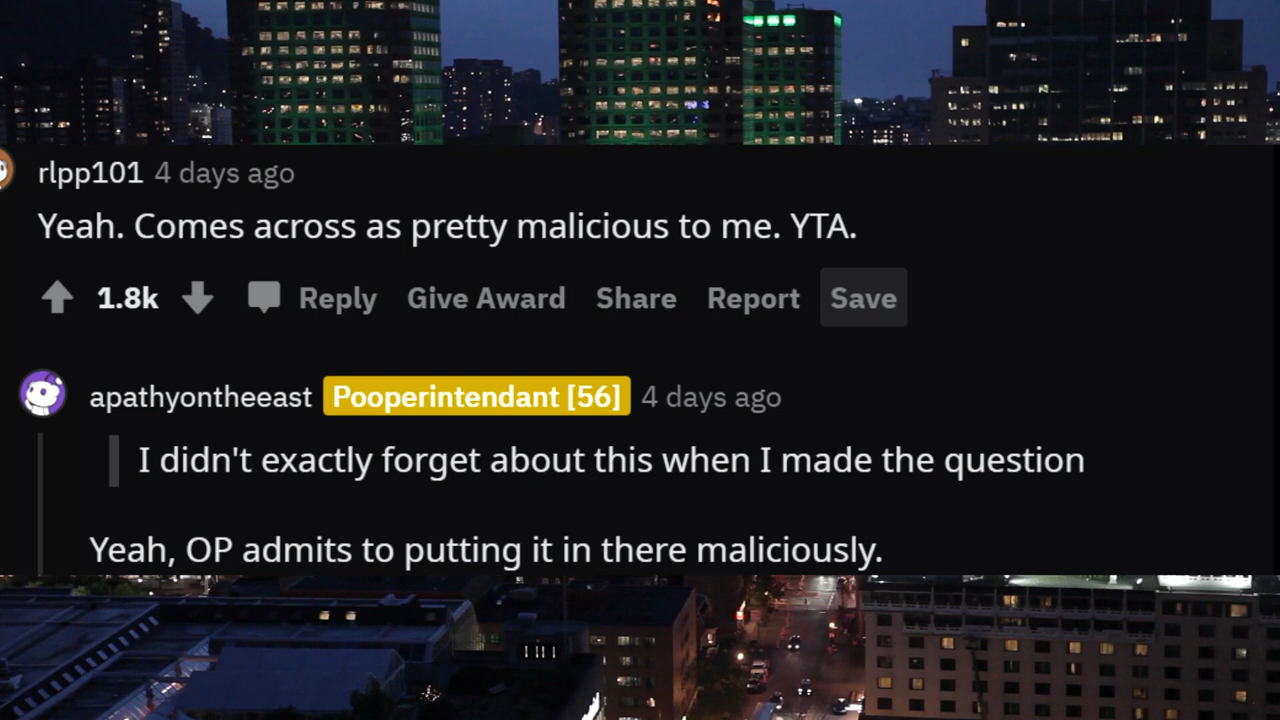 rlpp101 4 days ago
Yeah. Comes across as pretty malicious to me. YTA.
1.8k Reply Give Award Share Report Save
apathyontheeast Pooperintendant [56] 4 days ago
I didn't exactly forget about this when I made the question
Yeah, OP admits to putting it in there maliciously.